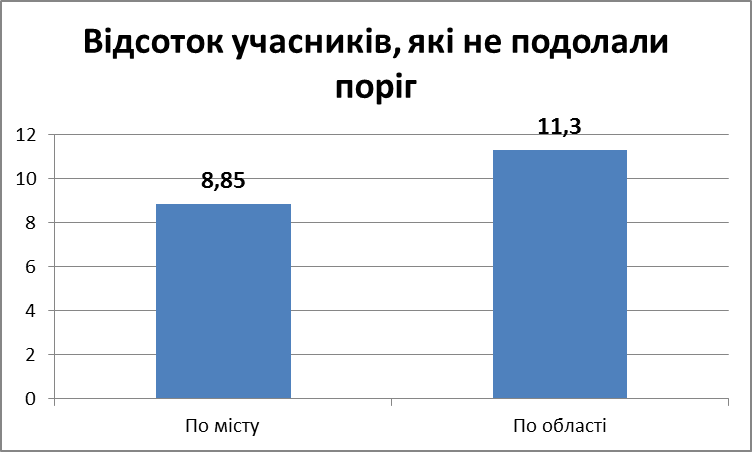 Відсоток учасників, які не подолали
поріг
12
10
8
6
4
2
0
8,85
11,3
По місту
По області